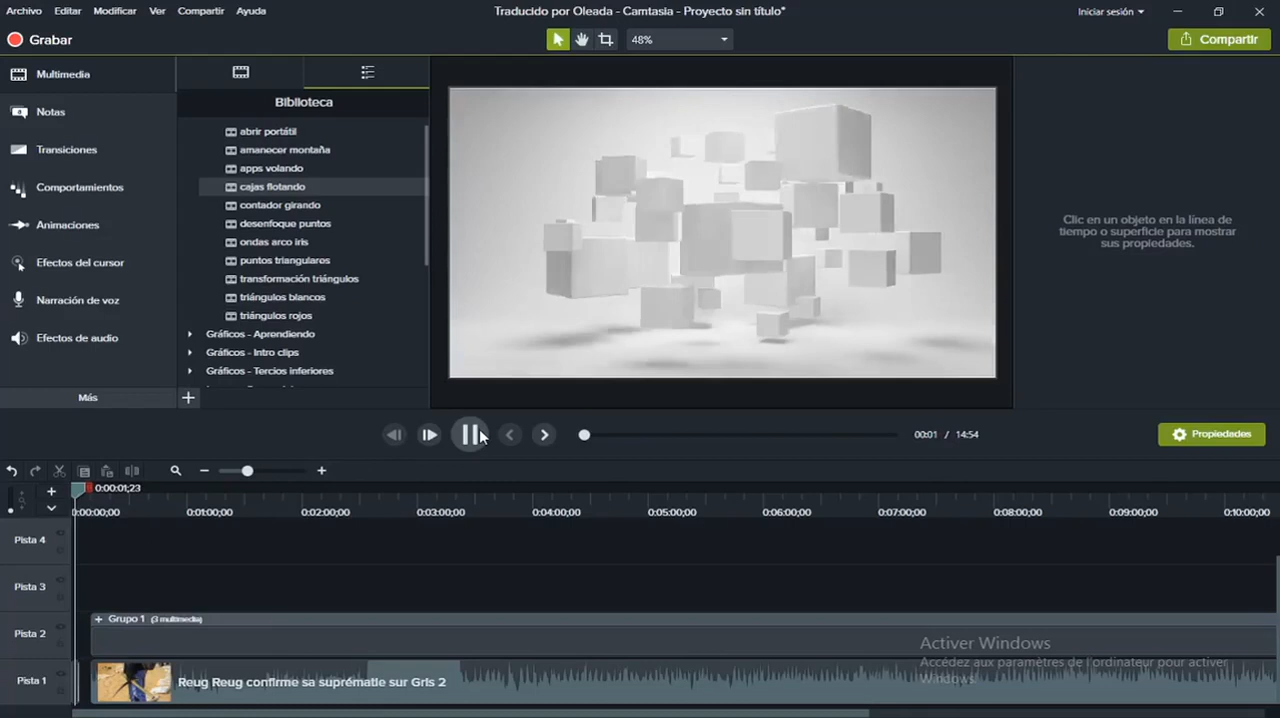 Archivo Editar Modificar Ver Compartir Ayuda
Traducido por Oleada - Camtasia - Proyecto sin título*
Iniciar sesión
Grabar
48%
Compartir
Multimedia
Notas
Transiciones
Comportamientos
Animaciones
Efectos del cursor
Narración de voz
Efectos de audio
Más
Biblioteca
abrir portátil
amanecer montaña
apps volando
cajas flotando
contador girando
desenfoque puntos
ondas arco iris
puntos triangulares
transformación triángulos
triángulos blancos
triángulos rojos
Gráficos - Aprendiendo
Gráficos - Intro clips
Gráficos - Tercios inferiores
Clic en un objeto en la línea de
tiempo o superficie para mostrar
sus propiedades.
00:01 / 14:54
Propiedades
0:00:01;23
0:00:00;00 0:01:00;00 0:02:00;00 0:03:00;00 0:04:00;00 0:05:00;00 0:06:00;00 0:07:00;00 0:08:00;00 0:09:00;00 0:10:00;00
Pista 4
Pista 3
Pista 2
+ Grupo 1 (3 multimedia)
Pista 1
Reug Reug confirme sa suprématie sur Gris 2
Activer Windows
Accédez aux paramètres de l'ordinateur pour activer
Windows.